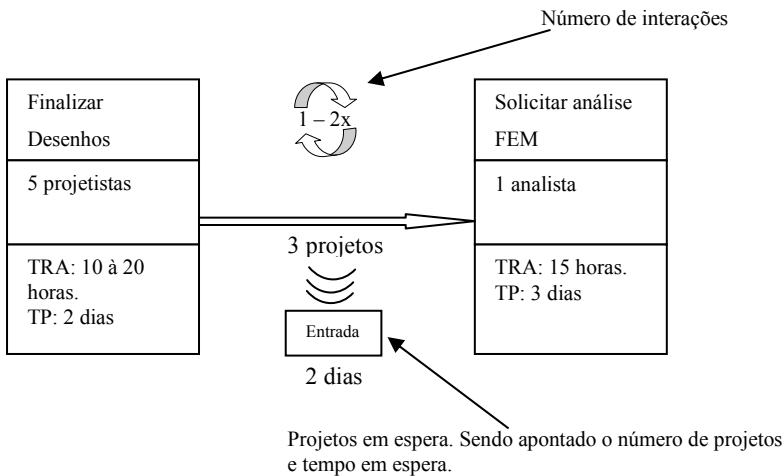 Número de interações
Finalizar
Desenhos
5 projetistas
TRA: 10 à 20
horas.
TP: 2 dias
1 – 2x
3 projetos
Entrada
2 dias
Solicitar análise
FEM
1 analista
TRA: 15 horas.
TP: 3 dias
Projetos em espera. Sendo apontado o número de projetos
e tempo em espera.